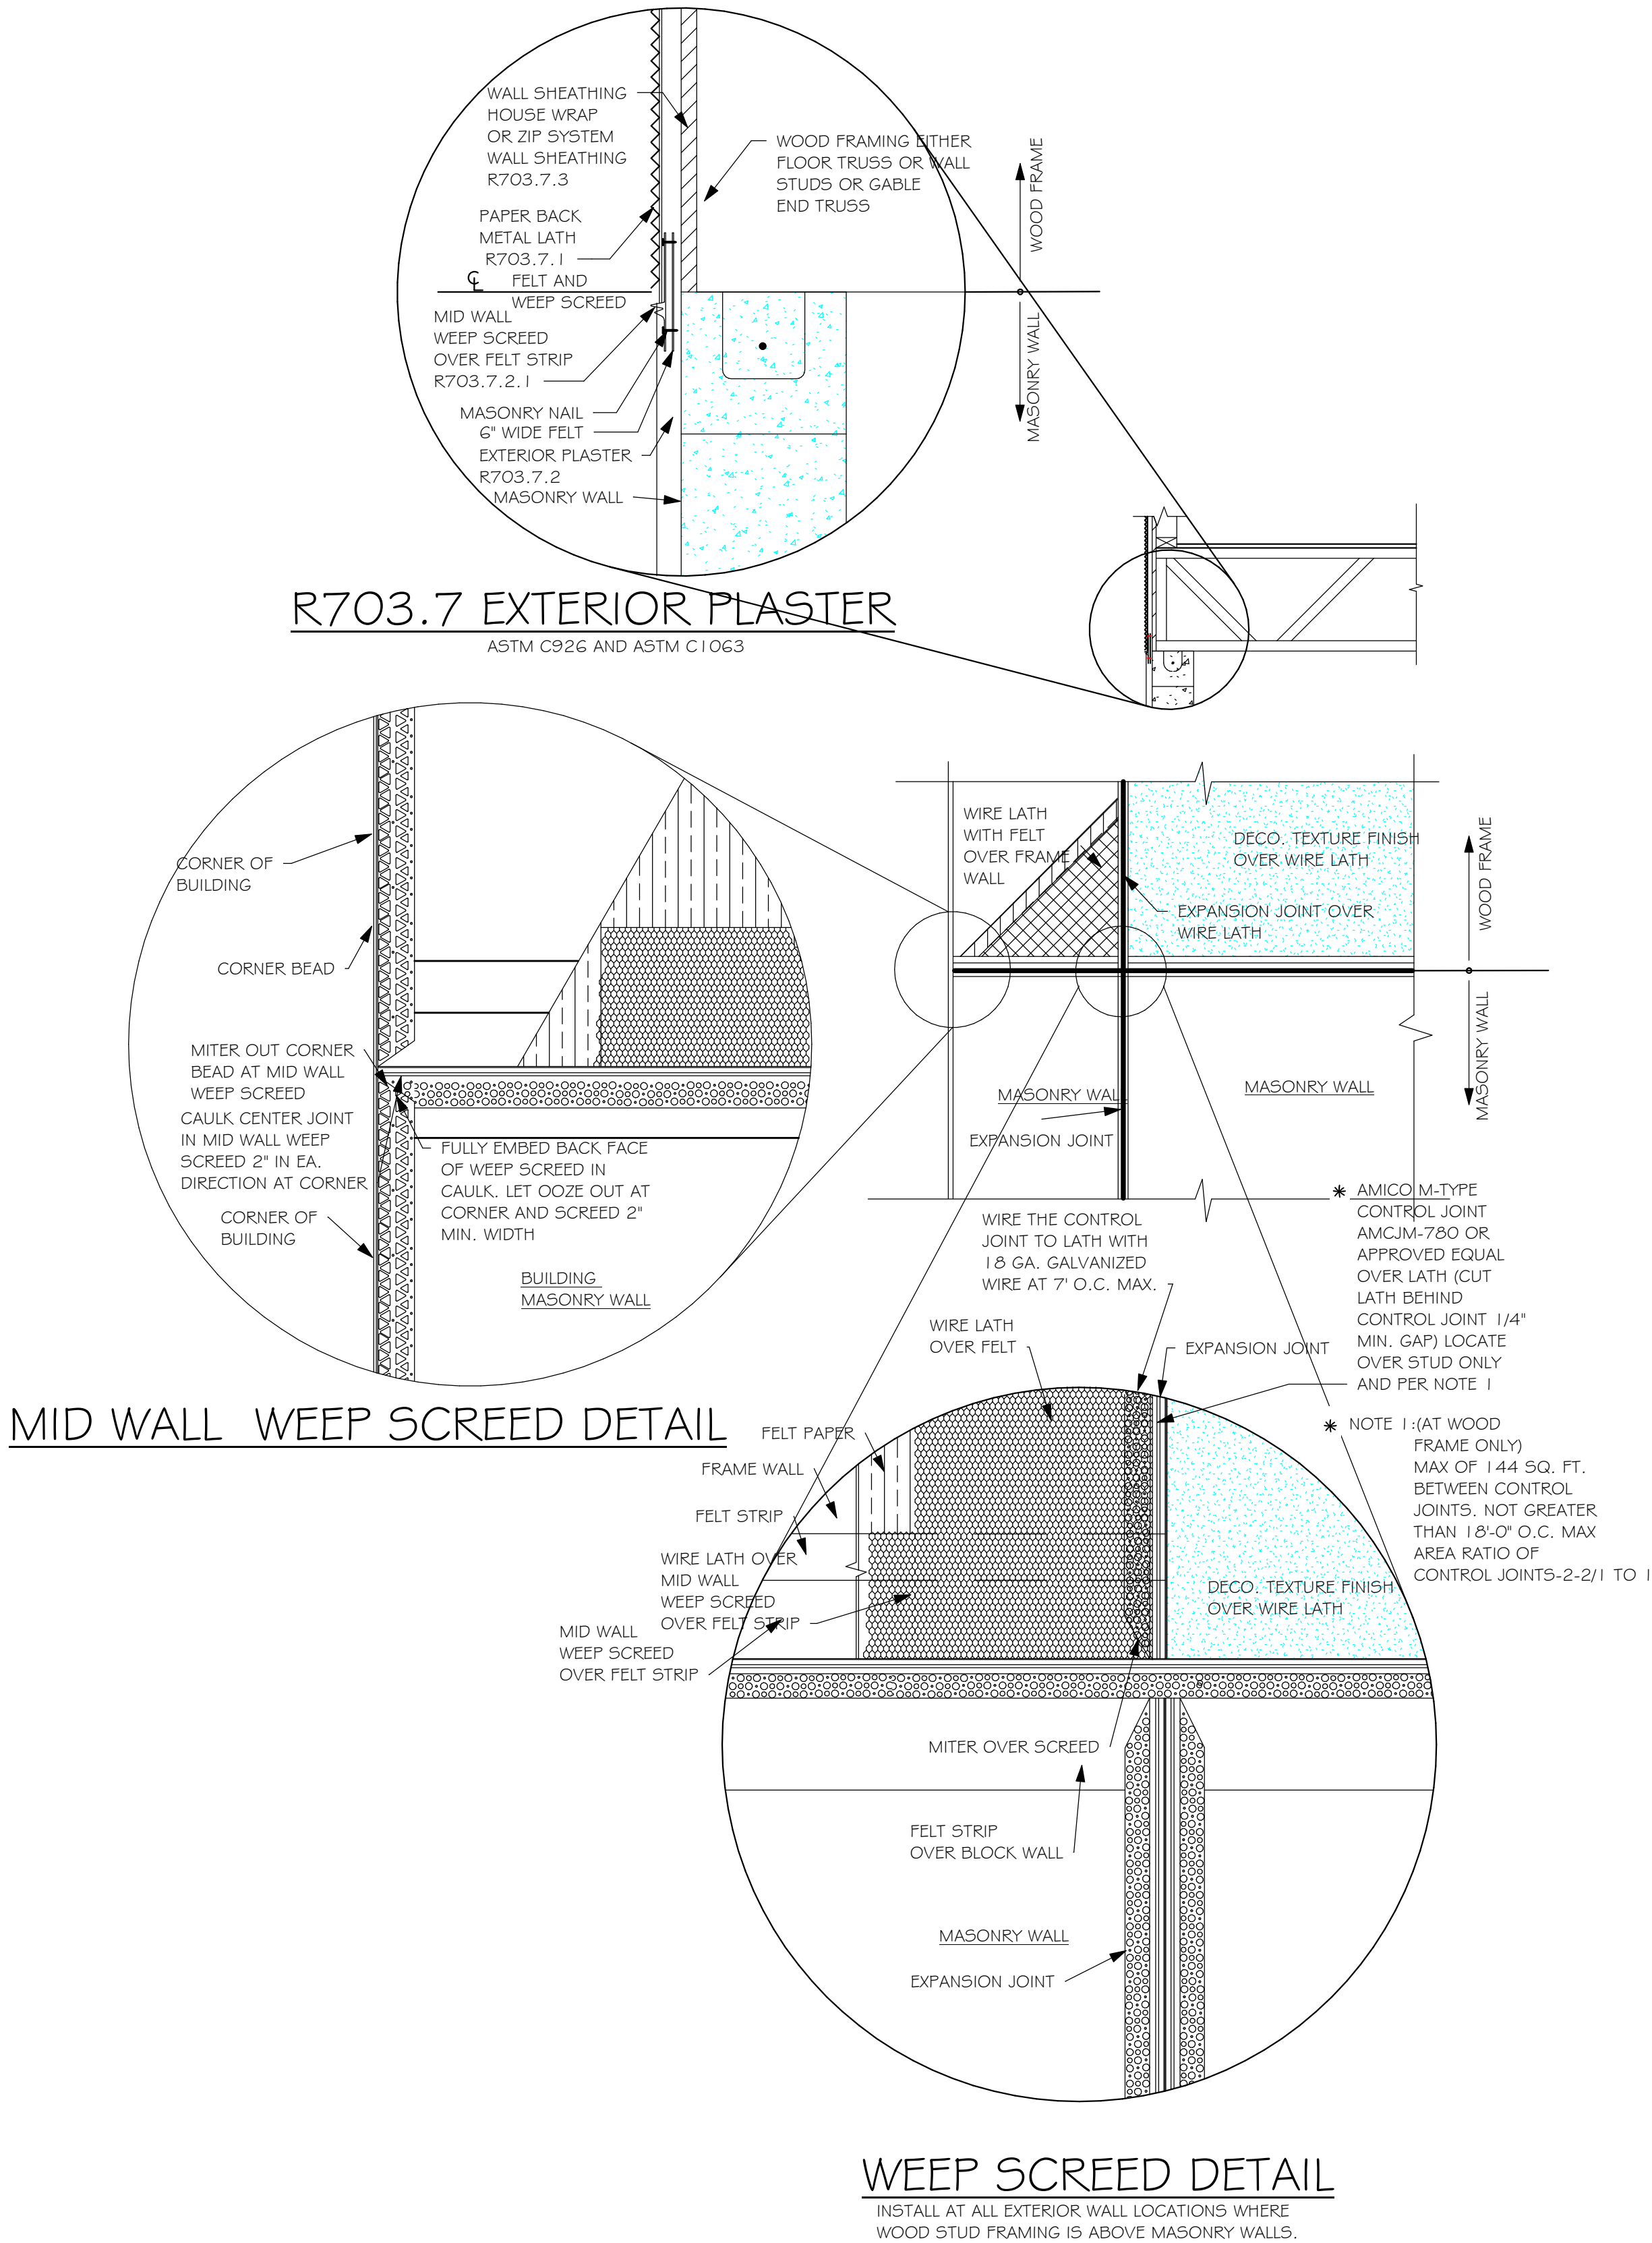 WALL SHEATHING
HOUSE WRAP
OR ZIP SYSTEM
WALL SHEATHING
R703.7.3
WOOD FRAMING EITHER
FLOOR TRUSS OR WALL
STUDS OR GABLE
END TRUSS
WOOD FRAME
MASONRY WALL
PAPER BACK
METAL LATH
R703.7.1
℄
FELT AND
WEEP SCREED
MID WALL
WEEP SCREED
OVER FELT STRIP
R703.7.2.1
MASONRY NAIL
6" WIDE FELT
EXTERIOR PLASTER
R703.7.2
MASONRY WALL
R703.7 EXTERIOR PLASTER
ASTM C926 AND ASTM C1063
CORNER OF
BUILDING
CORNER BEAD
MITER OUT CORNER
BEAD AT MID WALL
WEEP SCREED
CAULK CENTER JOINT
IN MID WALL WEEP
SCREED 2" IN EA.
DIRECTION AT CORNER
CORNER OF
BUILDING
FULLY EMBED BACK FACE
OF WEEP SCREED IN
CAULK. LET OOZE OUT AT
CORNER AND SCREED 2"
MIN. WIDTH
BUILDING
MASONRY WALL
MID WALL WEEP SCREED DETAIL
WIRE LATH
WITH FELT
OVER FRAME
WALL
DECO. TEXTURE FINISH
OVER WIRE LATH
EXPANSION JOINT OVER
WIRE LATH
WOOD FRAME
MASONRY WALL
MASONRY WALL
MASONRY WALL
EXPANSION JOINT
WIRE THE CONTROL
JOINT TO LATH WITH
18 GA. GALVANIZED
WIRE AT 7' O.C. MAX.
* AMICO M-TYPE
CONTROL JOINT
AMCJM-780 OR
APPROVED EQUAL
OVER LATH (CUT
LATH BEHIND
CONTROL JOINT 1/4"
MIN. GAP) LOCATE
OVER STUD ONLY
AND PER NOTE 1
WIRE LATH
OVER FELT
EXPANSION JOINT
* NOTE 1:(AT WOOD
FRAME ONLY)
MAX OF 144 SQ. FT.
BETWEEN CONTROL
JOINTS. NOT GREATER
THAN 18'-0" O.C. MAX
AREA RATIO OF
CONTROL JOINTS-2-2/1 TO 1
FELT PAPER
FRAME WALL
FELT STRIP
WIRE LATH OVER
MID WALL
WEEP SCREED
OVER FELT STRIP
MID WALL
WEEP SCREED
OVER FELT STRIP
DECO. TEXTURE FINISH
OVER WIRE LATH
MITER OVER SCREED
FELT STRIP
OVER BLOCK WALL
MASONRY WALL
EXPANSION JOINT
WEEP SCREED DETAIL
INSTALL AT ALL EXTERIOR WALL LOCATIONS WHERE
WOOD STUD FRAMING IS ABOVE MASONRY WALLS.